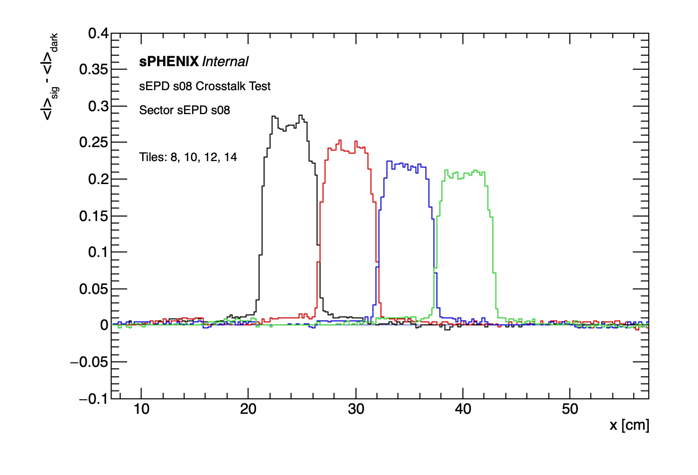 <I>sig - <I>dark
0.4
0.35
0.3
0.25
0.2
0.15
0.1
0.05
0
−0.05
−0.1
sPHENIX Internal
sEPD s08 Crosstalk Test
Sector sEPD s08
Tiles: 8, 10, 12, 14
10 20 30 40 50
x [cm]